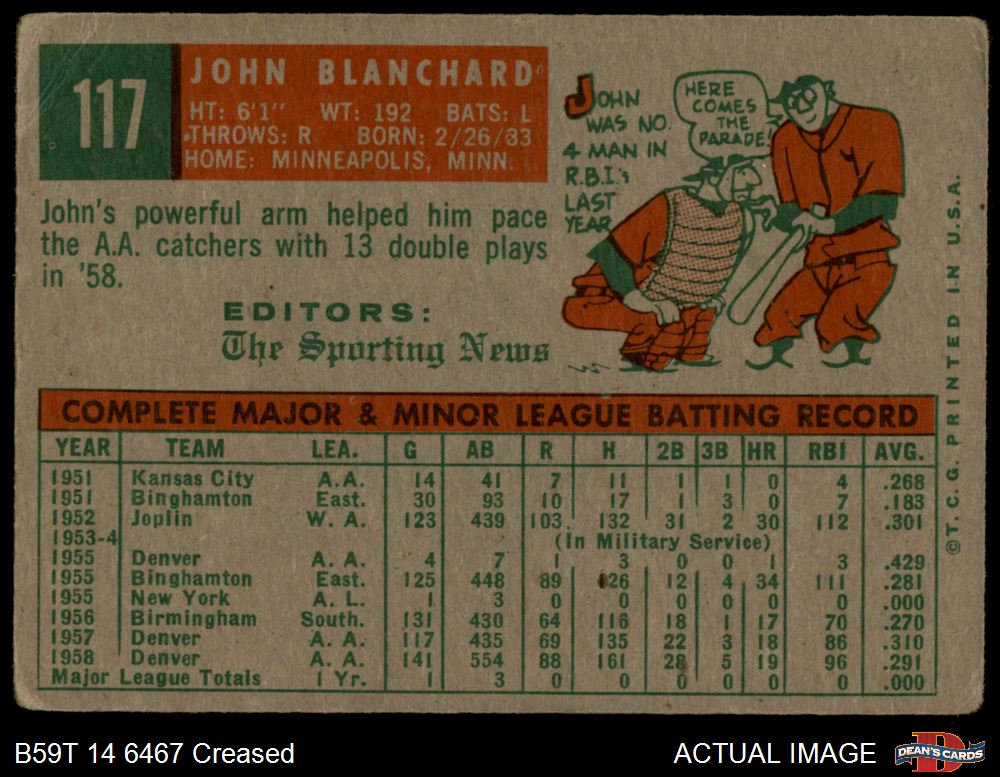 117
JOHN BLANCHARD
HT: 6'1" WT: 192 BATS: L
THROWS: R BORN: 2/26/33
HOME: MINNEAPOLIS, MINN.
John's powerful arm helped him pace
the A.A. catchers with 13 double plays
in '58.
EDITORS:
The Sporting News
JOHN
WAS NO.
4 MAN IN
R.B.I.'s
LAST
YEAR
HERE
COMES
THE
PARADE!
©T.C.G. PRINTED IN U.S.A.
COMPLETE MAJOR & MINOR LEAGUE BATTING RECORD
YEAR TEAM LEA. G AB R H 2B 3B HR RBI AVG.
1951 Kansas City A.A. 14 41 7 11 1 1 0 4 .268
1951 Binghamton East. 30 93 10 17 1 3 0 7 .183
1952 Joplin W. A. 123 439 103 132 31 2 30 112 .301
1953-4 (In Military Service)
1955 Denver A. A. 4 7 1 3 0 0 1 3 .429
1955 Binghamton East. 125 448 89 126 12 4 34 111 .281
1955 New York A. L. 1 3 0 0 0 0 0 0 .000
1956 Birmingham South. 131 430 64 116 18 1 17 70 .270
1957 Denver A. A. 117 435 69 135 22 3 18 86 .310
1958 Denver A. A. 141 554 88 161 28 5 19 96 .291
Major League Totals 1 Yr. 1 3 0 0 0 0 0 0 .000
B59T 14 6467 Creased
ACTUAL IMAGE
DEAN'S CARDS